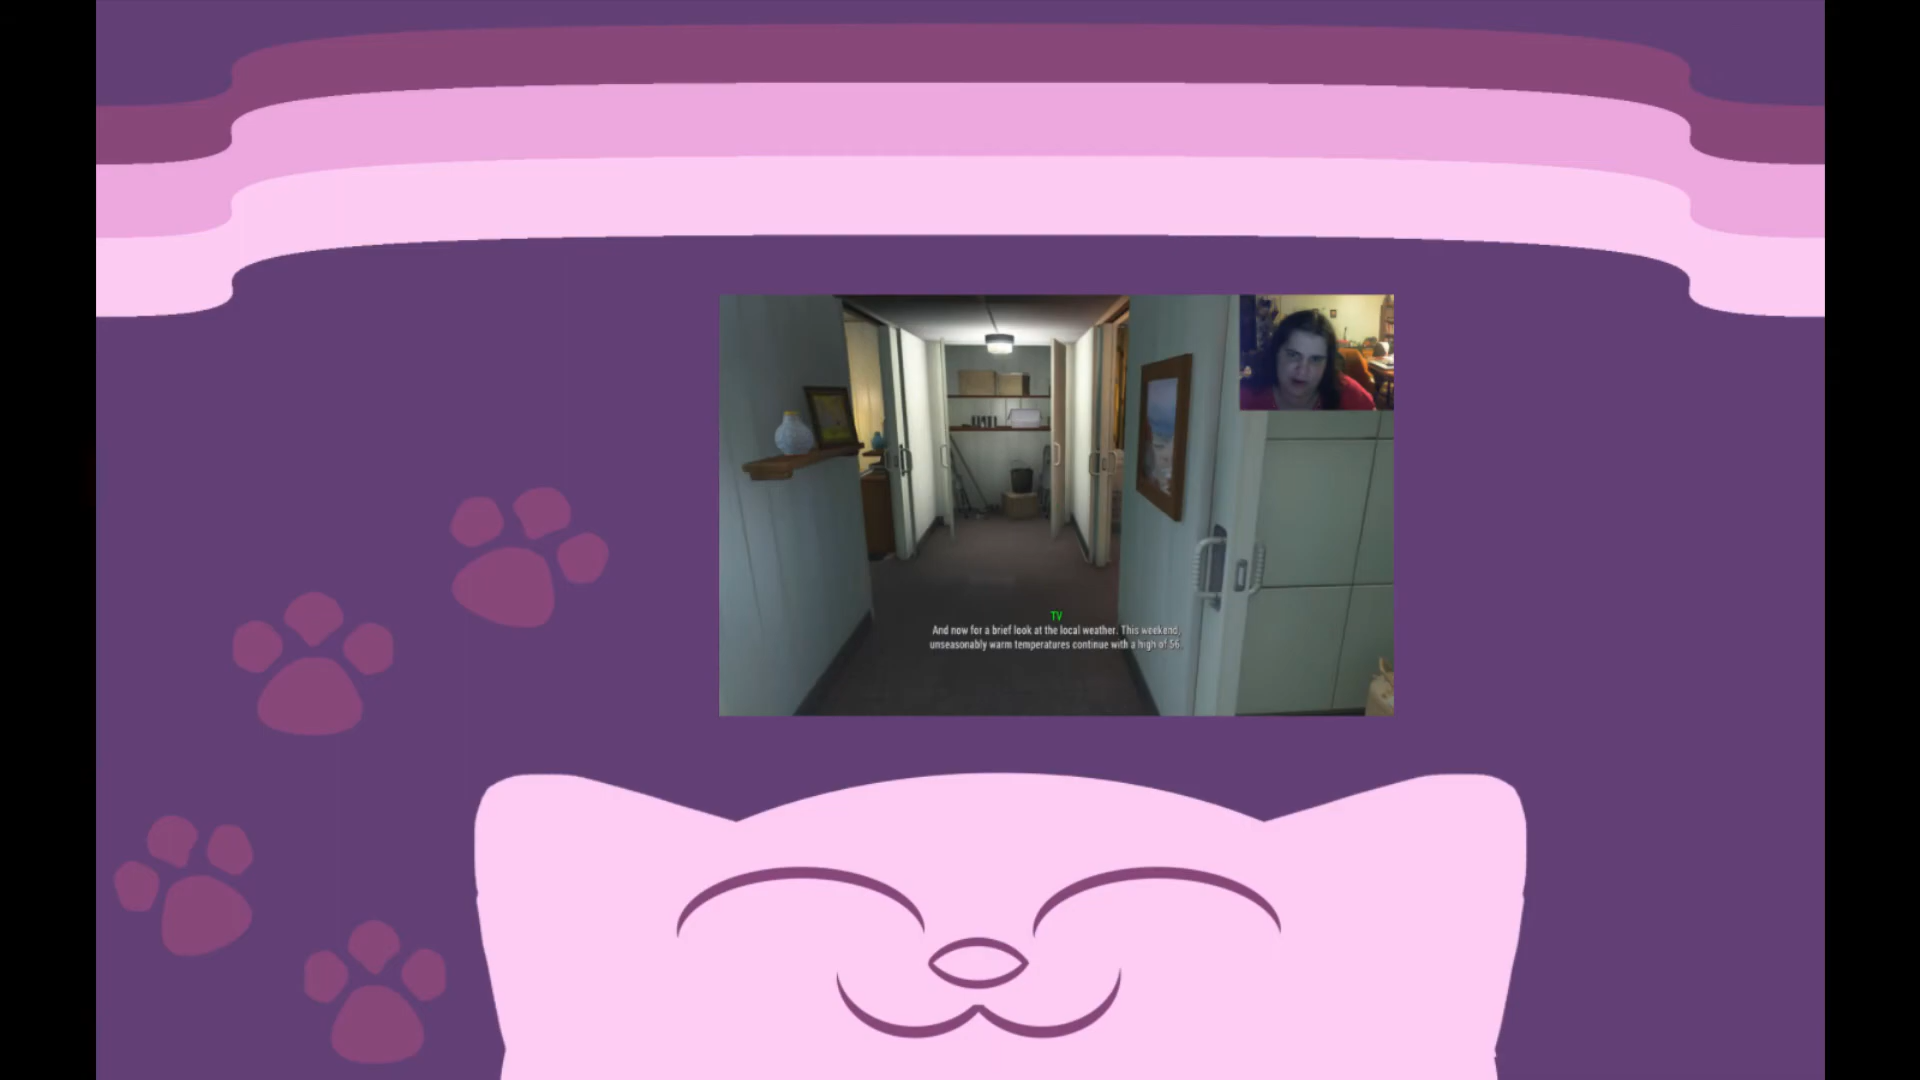 TV
And now for a brief look at the local weather. This weekend,
unseasonably warm temperatures continue with a high of 56.